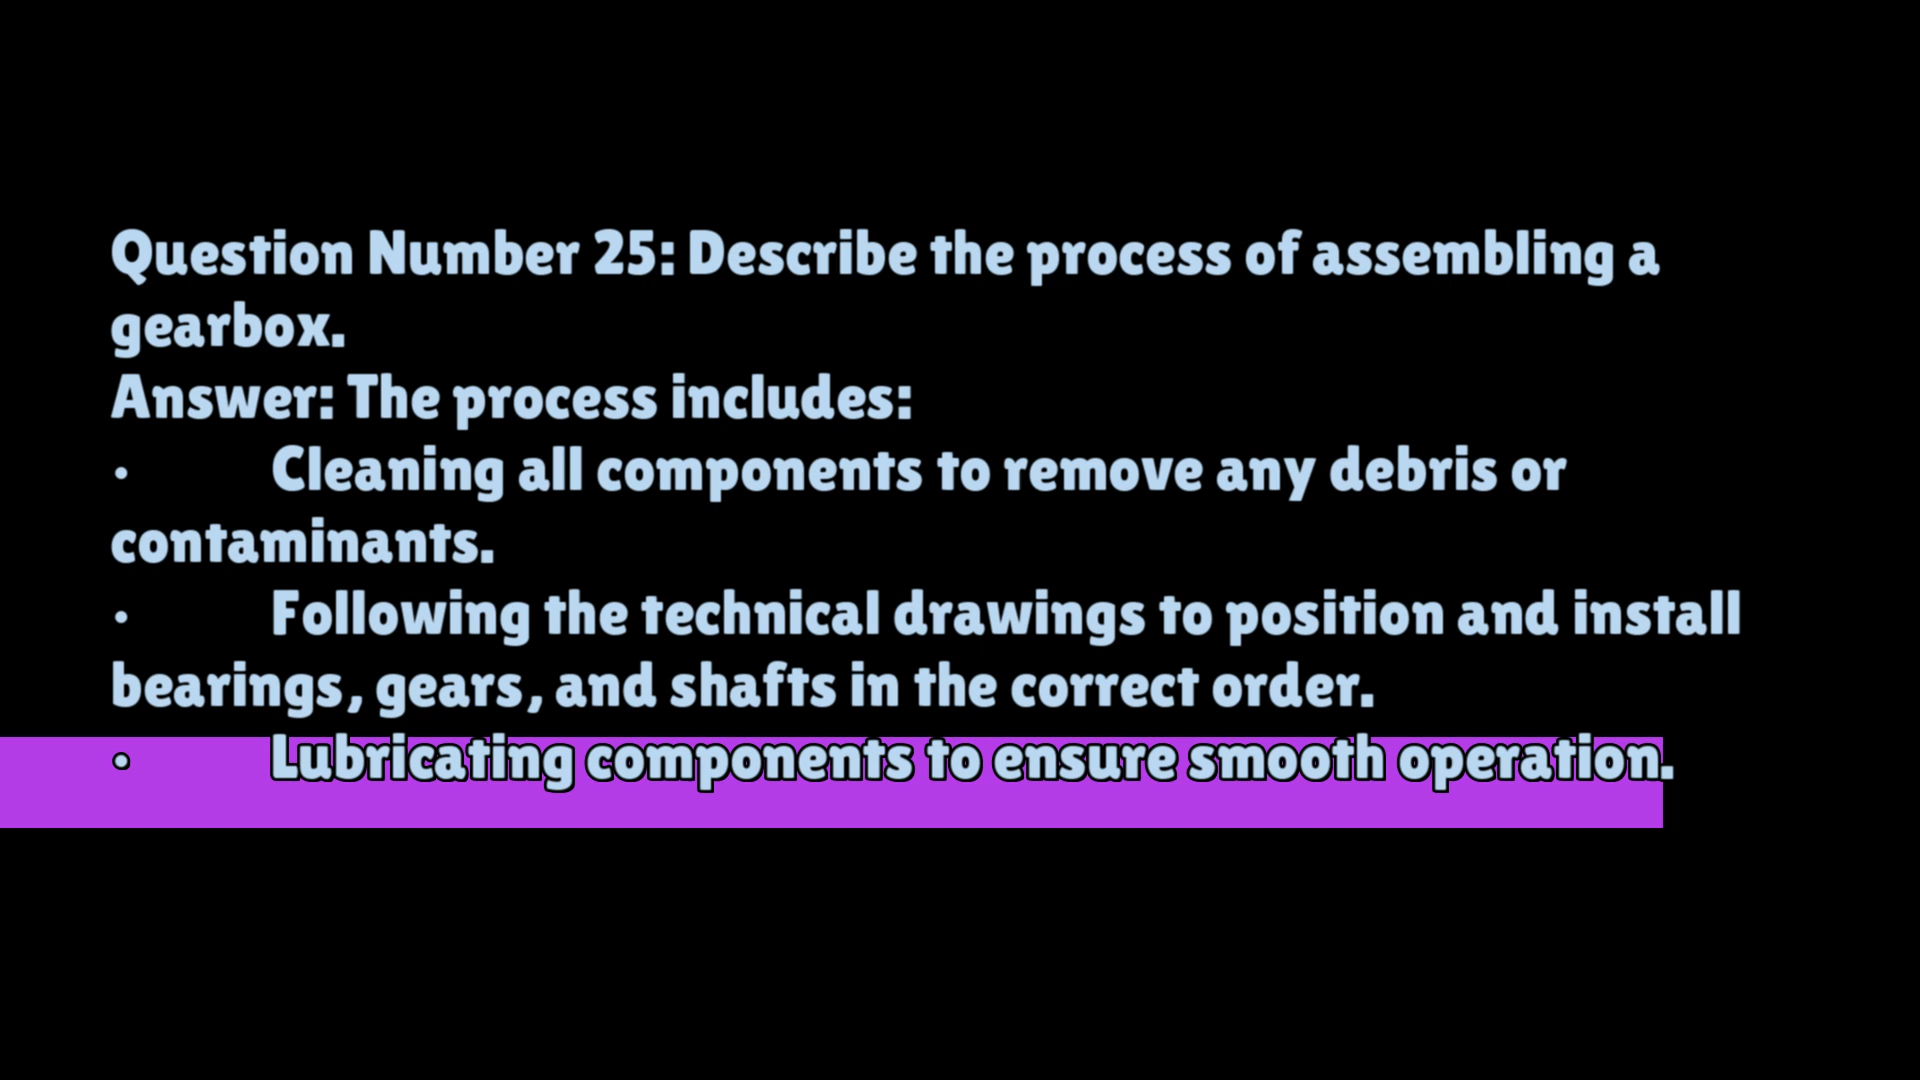 Question Number 25: Describe the process of assembling a
gearbox.
Answer: The process includes:
• Cleaning all components to remove any debris or
contaminants.
• Following the technical drawings to position and install
bearings, gears, and shafts in the correct order.
• Lubricating components to ensure smooth operation.